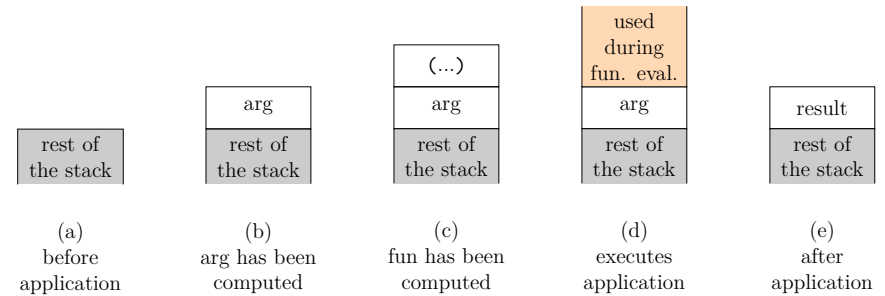 rest of
the stack
(a)
before
application
arg
rest of
the stack
(b)
arg has been
computed
(...)
arg
rest of
the stack
(c)
fun has been
computed
used
during
fun. eval.
arg
rest of
the stack
(d)
executes
application
result
rest of
the stack
(e)
after
application